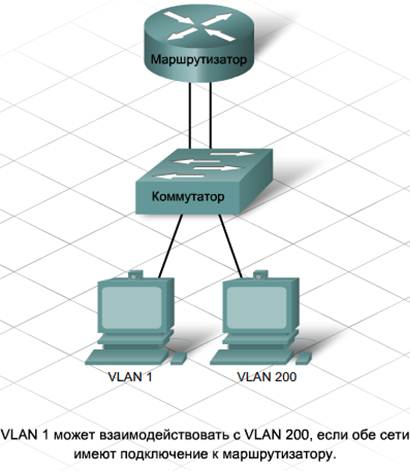 Маршрутизатор
Коммутатор
VLAN 1
VLAN 200
VLAN 1 может взаимодействовать с VLAN 200, если обе сети
имеют подключение к маршрутизатору.